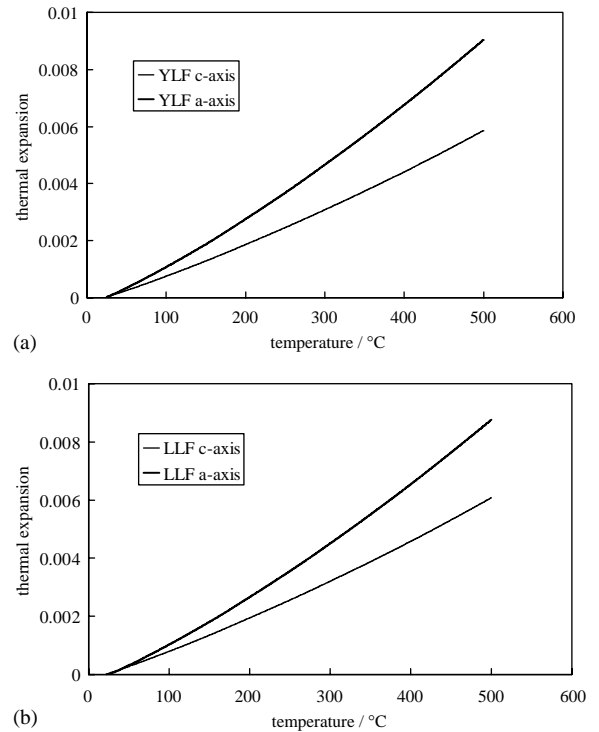 0.01
0.008
0.006
0.004
0.002
0
thermal expansion
YLF c-axis
YLF a-axis
0 100 200 300 400 500 600
temperature / °C
(a)
0.01
0.008
0.006
0.004
0.002
0
thermal expansion
LLF c-axis
LLF a-axis
0 100 200 300 400 500 600
temperature / °C
(b)